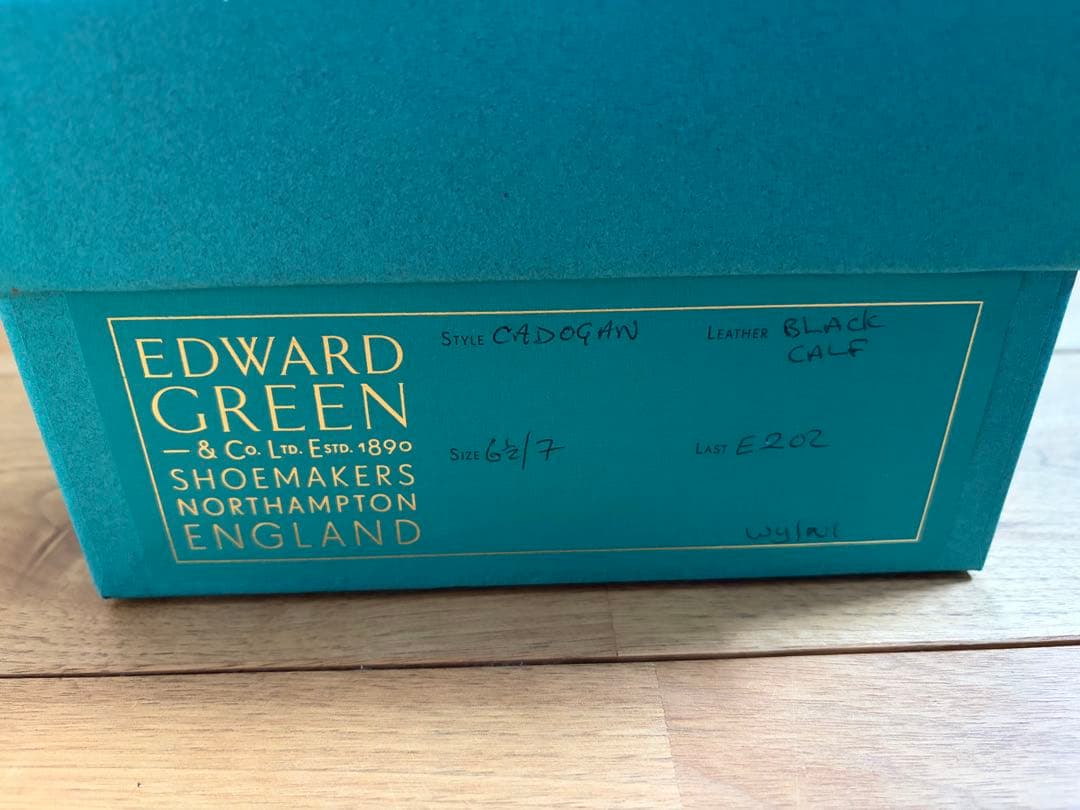 EDWARD
GREEN
— & Co. LTD. ESTD. 1890
SHOEMAKERS
NORTHAMPTON
ENGLAND
STYLE CADOGAN
LEATHER BLACK
CALF
SIZE 6½/7
LAST E202